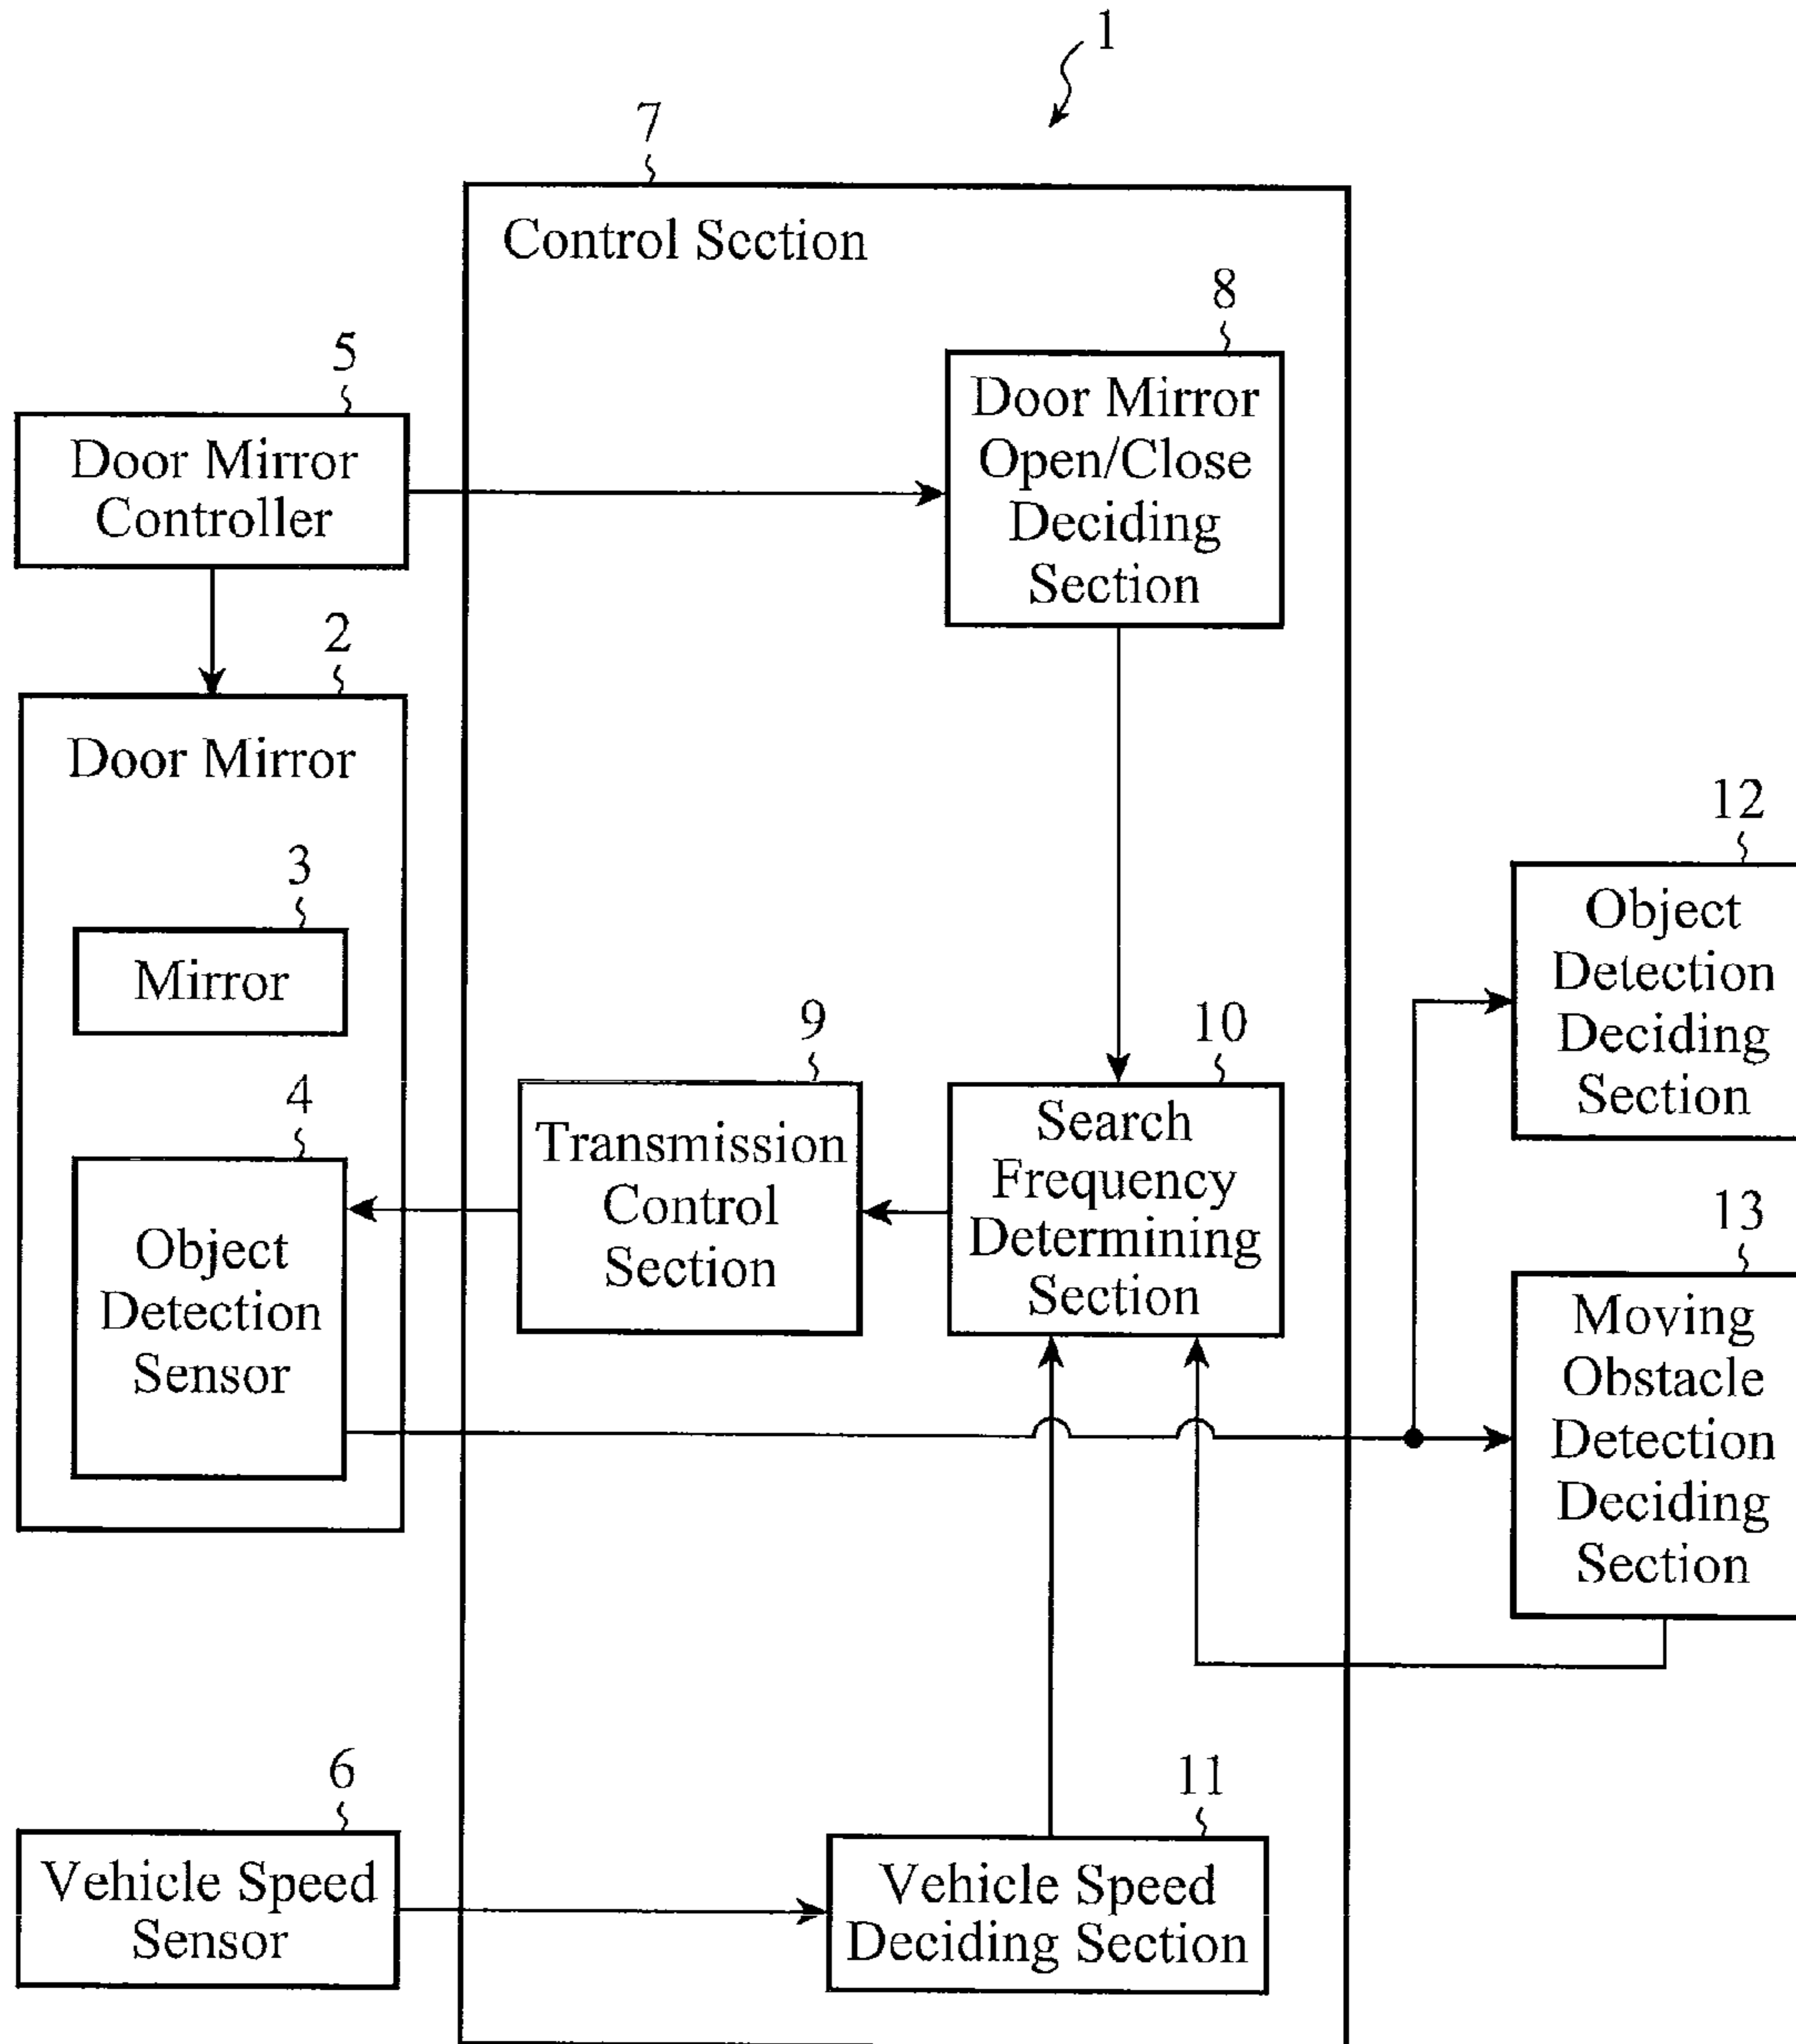 1
7
Control Section
8
Door Mirror
Open/Close
Deciding
Section
5
Door Mirror
Controller
2
Door Mirror
3
Mirror
4
Object
Detection
Sensor
9
Transmission
Control
Section
10
Search
Frequency
Determining
Section
12
Object
Detection
Deciding
Section
13
Moving
Obstacle
Detection
Deciding
Section
6
Vehicle Speed
Sensor
11
Vehicle Speed
Deciding Section